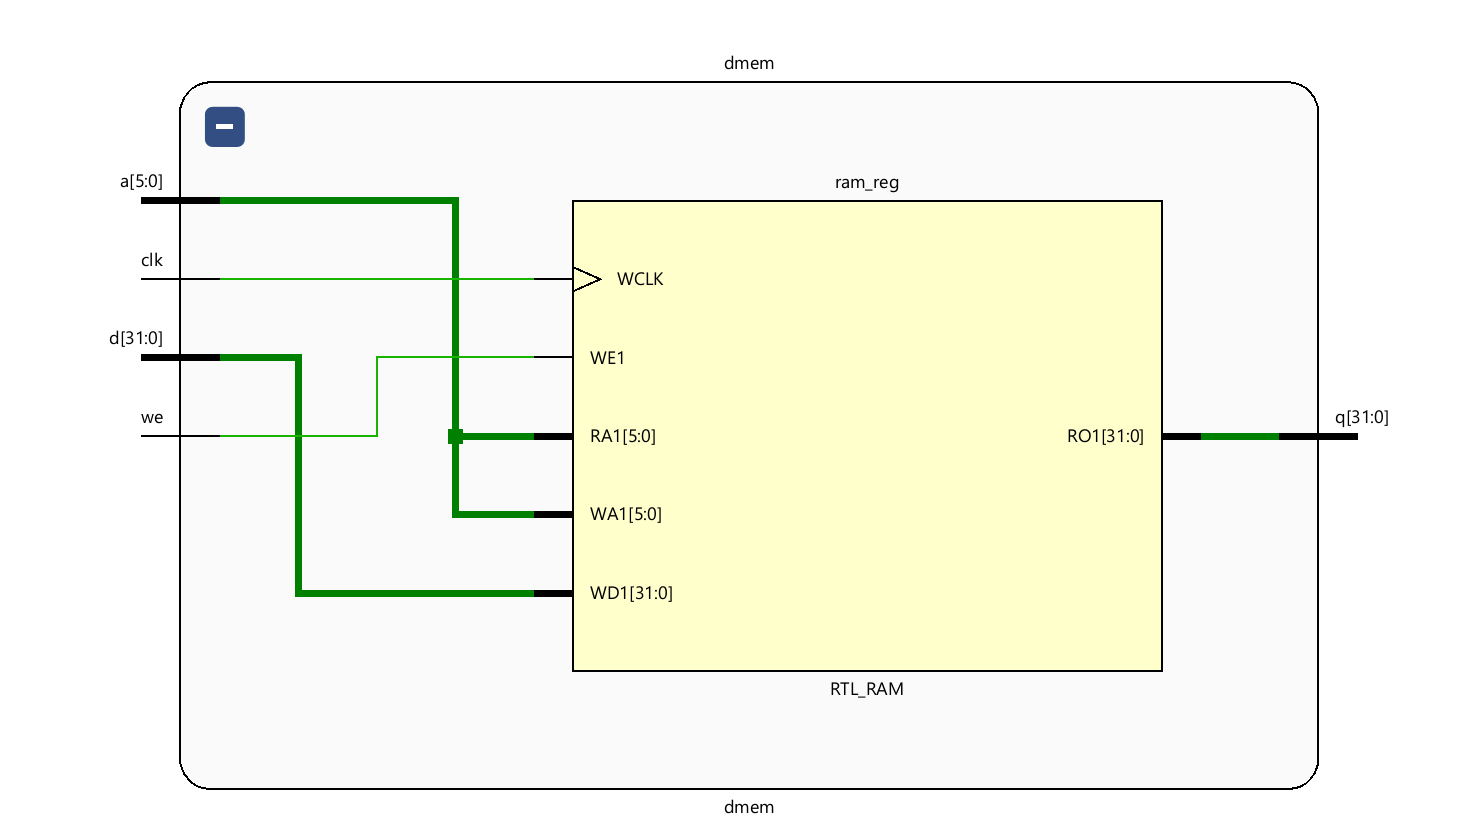 dmem
a[5:0]
ram_reg
clk
WCLK
d[31:0]
WE1
we
RA1[5:0]
RO1[31:0]
q[31:0]
WA1[5:0]
WD1[31:0]
RTL_RAM
dmem